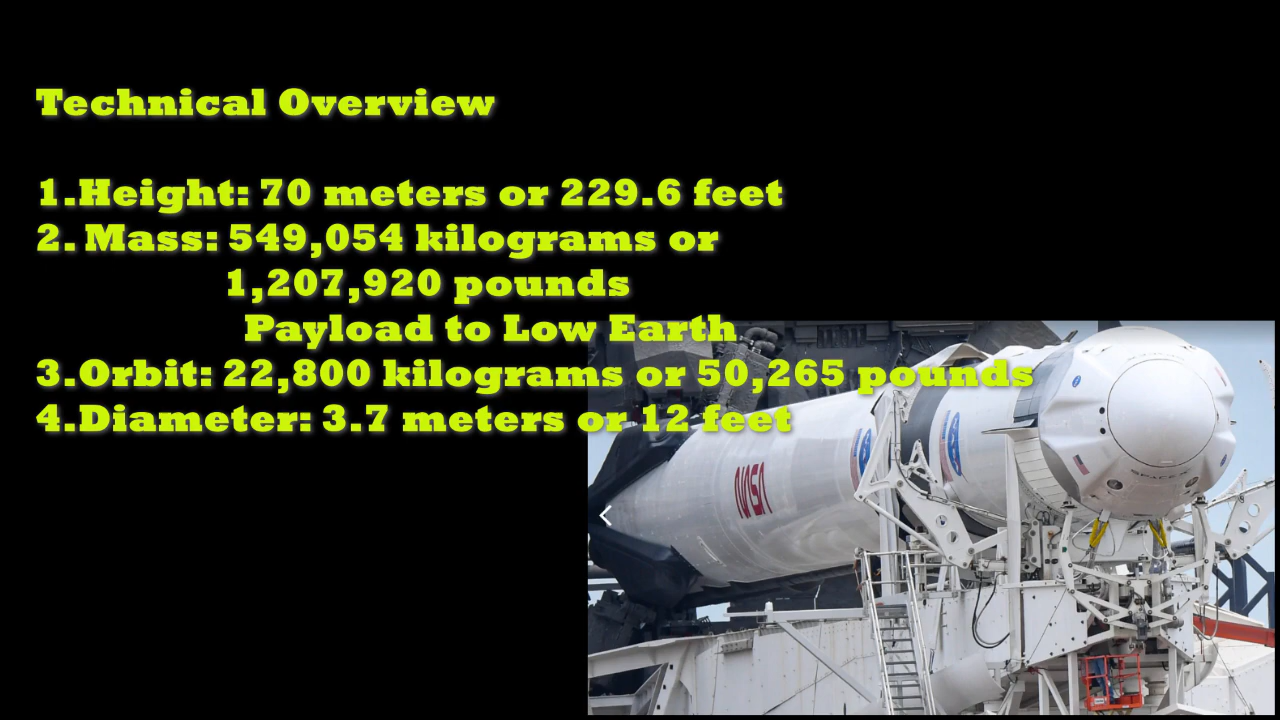 Technical Overview
1.Height: 70 meters or 229.6 feet
2. Mass: 549,054 kilograms or
1,207,920 pounds
Payload to Low Earth
3.Orbit: 22,800 kilograms or 50,265 pounds
4.Diameter: 3.7 meters or 12 feet
NASA
SPACEX